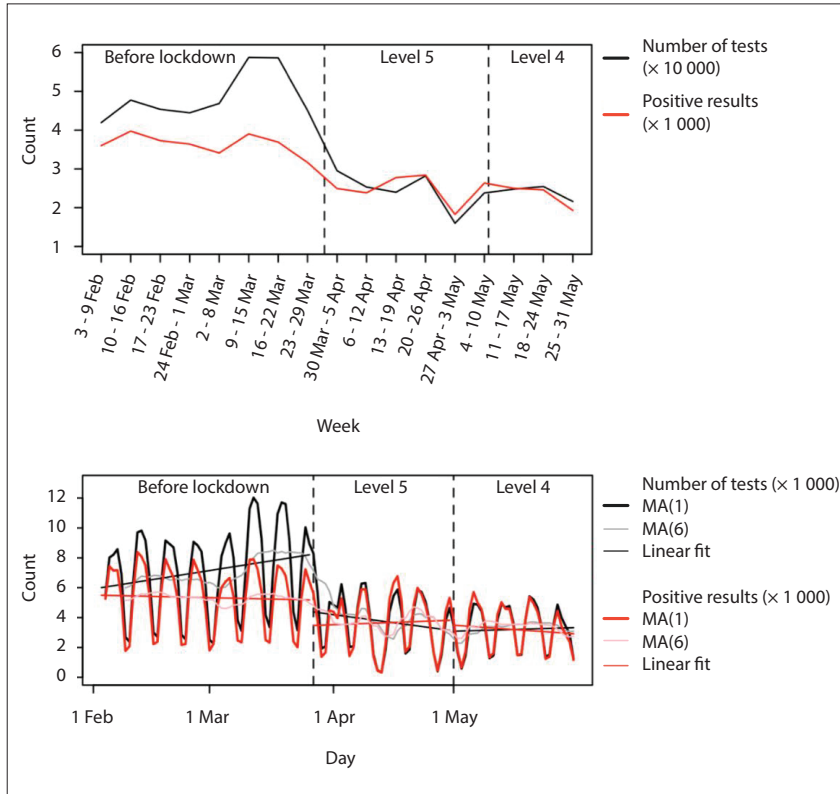 Before lockdown
Level 5
Level 4
Number of tests
(× 10 000)
Positive results
(× 1 000)
Count
6
5
4
3
2
1
3 - 9 Feb
10 - 16 Feb
17 - 23 Feb
24 Feb - 1 Mar
2 - 8 Mar
9 - 15 Mar
16 - 22 Mar
23 - 29 Mar
30 Mar - 5 Apr
6 - 12 Apr
13 - 19 Apr
20 - 26 Apr
27 Apr - 3 May
4 - 10 May
11 - 17 May
18 - 24 May
25 - 31 May
Week
Before lockdown
Level 5
Level 4
Number of tests (× 1 000)
MA(1)
MA(6)
Linear fit
Positive results (× 1 000)
MA(1)
MA(6)
Linear fit
Count
12
10
8
6
4
2
0
1 Feb
1 Mar
1 Apr
1 May
Day